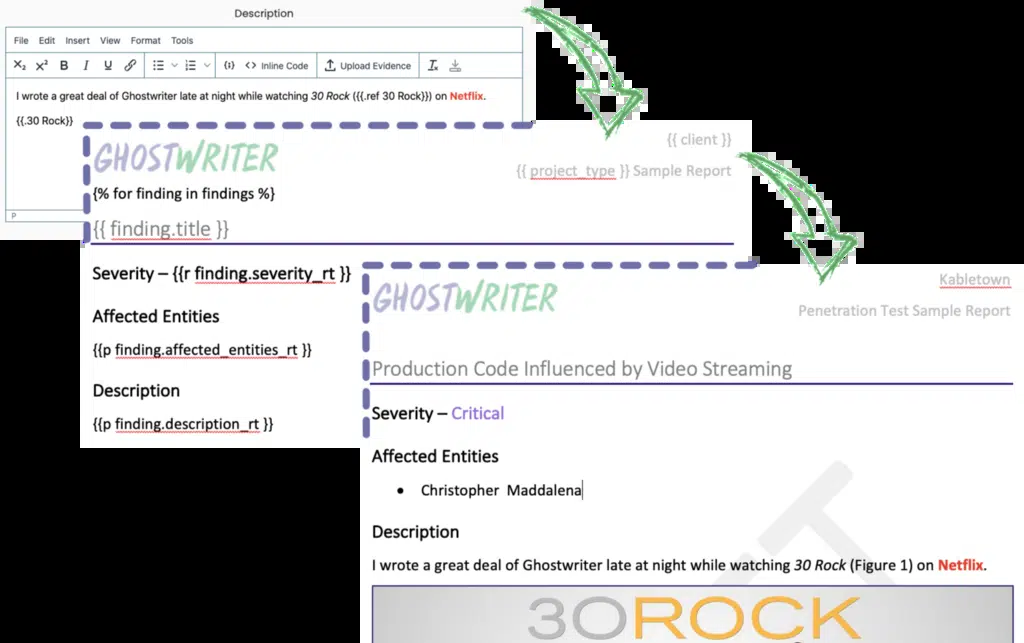 Description
File Edit Insert View Format Tools
X₂ X² B I U Inline Code Upload Evidence
I wrote a great deal of Ghostwriter late at night while watching 30 Rock ({{.ref 30 Rock}}) on Netflix.
{{.30 Rock}}
P
{{ client }}
GHOSTWRITER
{{ project_type }} Sample Report
{% for finding in findings %}
{{ finding.title }}
Severity – {{r finding.severity_rt }}
Affected Entities
{{p finding.affected_entities_rt }}
Description
{{p finding.description_rt }}
Kabletown
GHOSTWRITER
Penetration Test Sample Report
Production Code Influenced by Video Streaming
Severity – Critical
Affected Entities
• Christopher Maddalena
Description
I wrote a great deal of Ghostwriter late at night while watching 30 Rock (Figure 1) on Netflix.
30ROCK